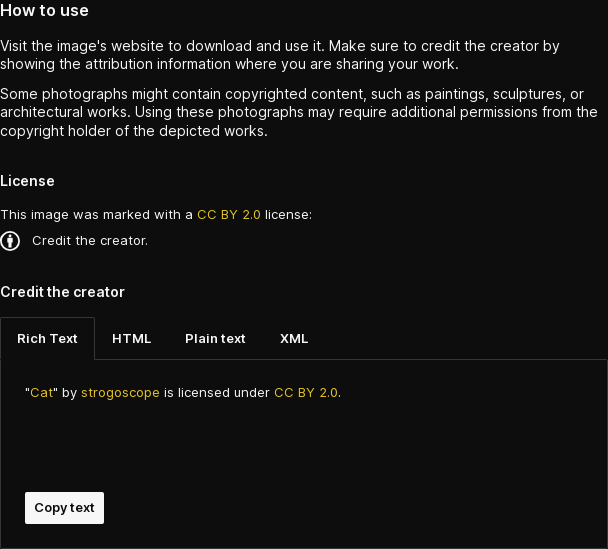 How to use
Visit the image's website to download and use it. Make sure to credit the creator by
showing the attribution information where you are sharing your work.
Some photographs might contain copyrighted content, such as paintings, sculptures, or
architectural works. Using these photographs may require additional permissions from the
copyright holder of the depicted works.
License
This image was marked with a CC BY 2.0 license:
Credit the creator.
Credit the creator
Rich Text HTML Plain text XML
"Cat" by strogoscope is licensed under CC BY 2.0.
Copy text